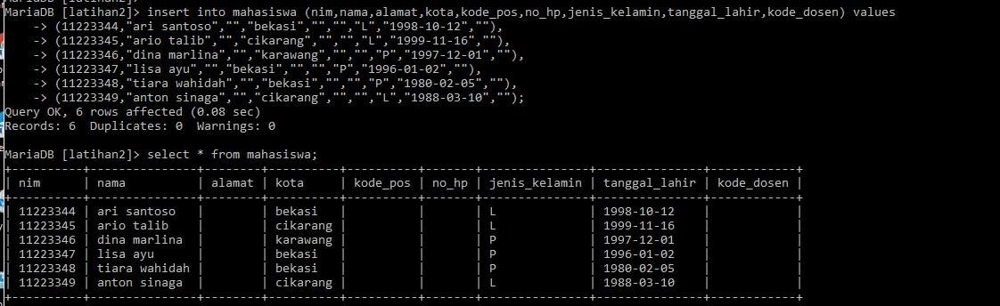 MariaDB [latihan2]> insert into mahasiswa (nim,nama,alamat,kota,kode_pos,no_hp,jenis_kelamin,tanggal_lahir,kode_dosen) values
    -> (11223344,"ari santoso","","bekasi","","","L","1998-10-12",""),
    -> (11223345,"ario talib","","cikarang","","","L","1999-11-16",""),
    -> (11223346,"dina marlina","","karawang","","","P","1997-12-01",""),
    -> (11223347,"lisa ayu","","bekasi","","","P","1996-01-02",""),
    -> (11223348,"tiara wahidah","","bekasi","","","P","1980-02-05",""),
    -> (11223349,"anton sinaga","","cikarang","","","L","1988-03-10","");
Query OK, 6 rows affected (0.08 sec)
Records: 6  Duplicates: 0  Warnings: 0
MariaDB [latihan2]> select * from mahasiswa;
+----------+---------------+--------+----------+----------+-------+---------------+---------------+------------+
| nim      | nama          | alamat | kota     | kode_pos | no_hp | jenis_kelamin | tanggal_lahir | kode_dosen |
+----------+---------------+--------+----------+----------+-------+---------------+---------------+------------+
| 11223344 | ari santoso   |        | bekasi   |          |       | L             | 1998-10-12    |            |
| 11223345 | ario talib    |        | cikarang |          |       | L             | 1999-11-16    |            |
| 11223346 | dina marlina  |        | karawang |          |       | P             | 1997-12-01    |            |
| 11223347 | lisa ayu      |        | bekasi   |          |       | P             | 1996-01-02    |            |
| 11223348 | tiara wahidah |        | bekasi   |          |       | P             | 1980-02-05    |            |
| 11223349 | anton sinaga  |        | cikarang |          |       | L             | 1988-03-10    |            |
+----------+---------------+--------+----------+----------+-------+---------------+---------------+------------+